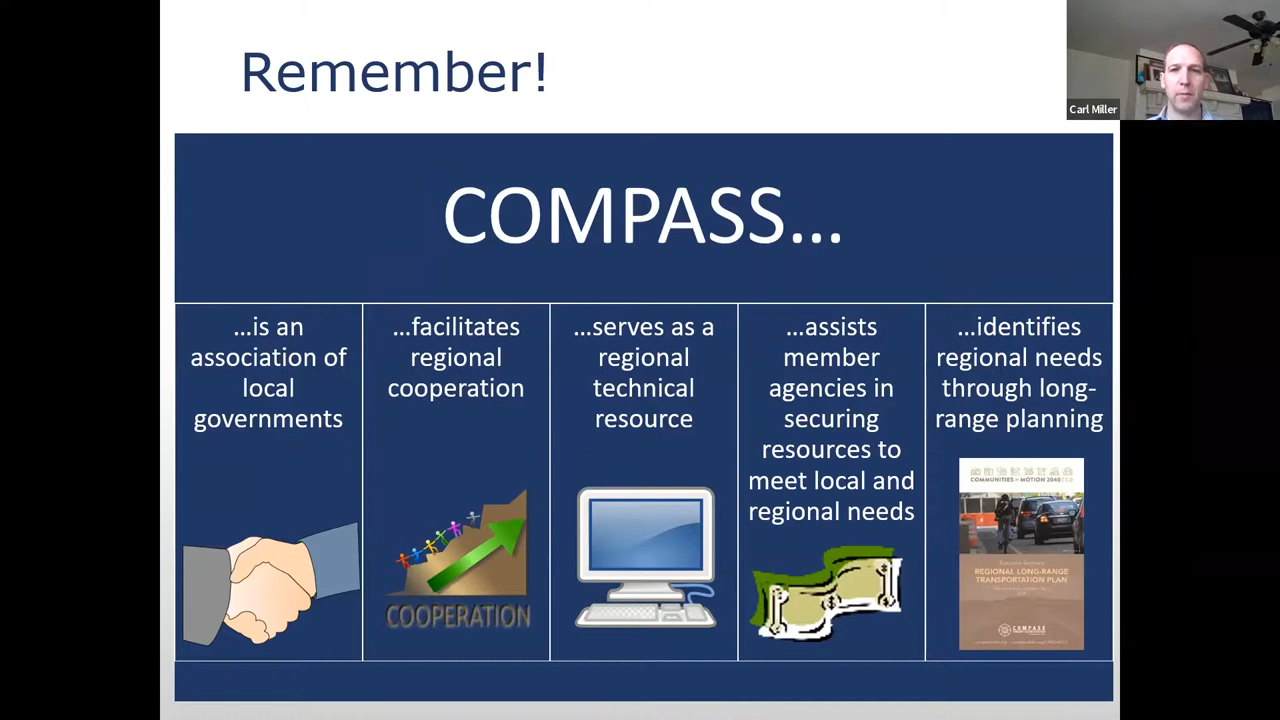 Remember!
Carl Miller
COMPASS...
...is an
association of
local
governments
...facilitates
regional
cooperation
COOPERATION
...serves as a
regional
technical
resource
...assists
member
agencies in
securing
resources to
meet local and
regional needs
...identifies
regional needs
through long-
range planning
COMMUNITIES IN MOTION 2040 | 2.0
Executive Summary
REGIONAL LONG-RANGE
TRANSPORTATION PLAN
COMPASS